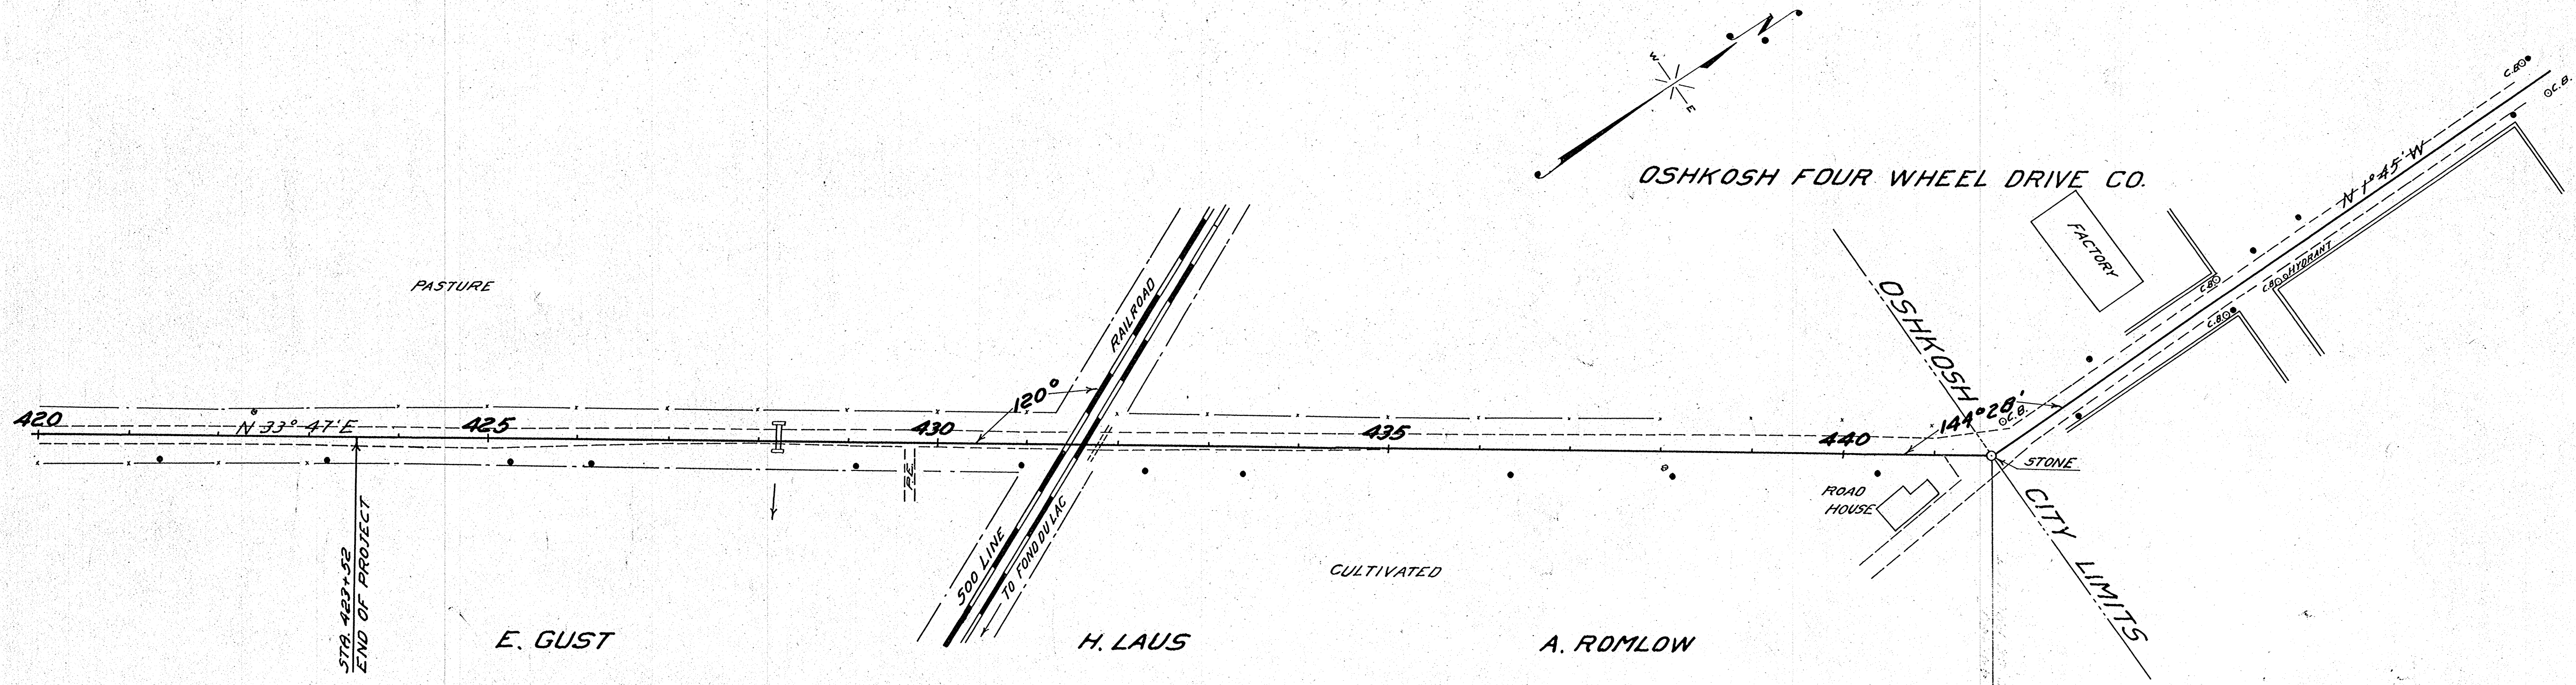 N
W
E
OSHKOSH FOUR WHEEL DRIVE CO.
FACTORY
C.B.
C.B.
N 1° 45' W
HYDRANT
C.B.
C.B.
C.B.
PASTURE
RAILROAD
120°
OSHKOSH
144° 28'
C.B.
420
N 33° 47' E
425
430
435
440
P.E.
STONE
ROAD
HOUSE
CITY LIMITS
STA. 423+52
END OF PROJECT
SOO LINE
TO FOND DU LAC
CULTIVATED
E. GUST
H. LAUS
A. ROMLOW